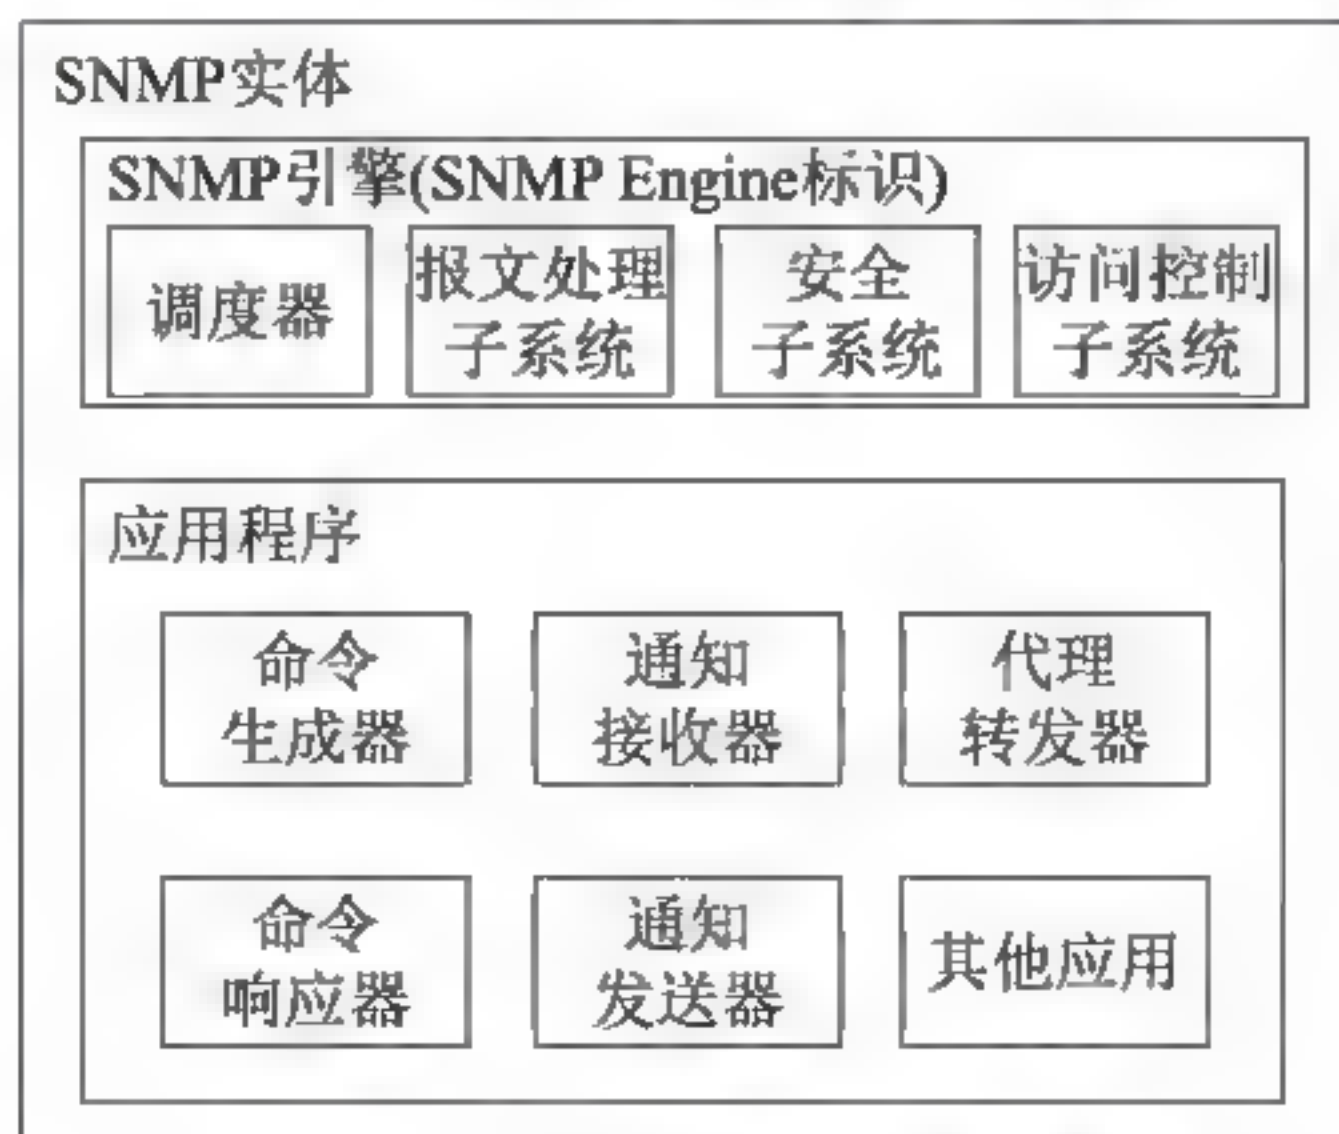 SNMP实体
SNMP引擎(SNMP Engine标识)
调度器
报文处理
子系统
安全
子系统
访问控制
子系统
应用程序
命令
生成器
通知
接收器
代理
转发器
命令
响应器
通知
发送器
其他应用